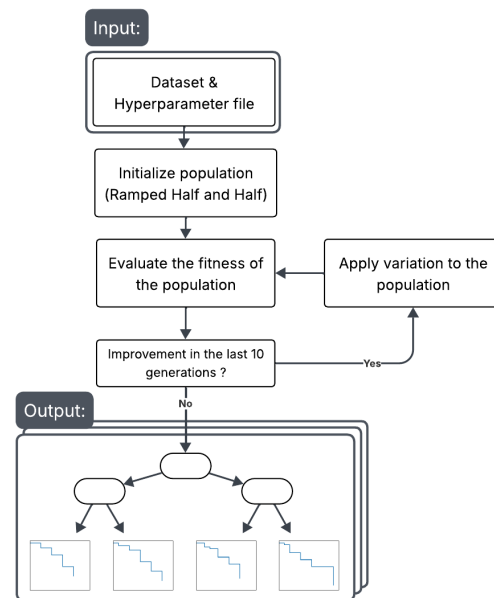 Input:
Dataset &
Hyperparameter file
Initialize population
(Ramped Half and Half)
Evaluate the fitness of
the population
Apply variation to the
population
Improvement in the last 10
generations ?
Yes
No
Output: